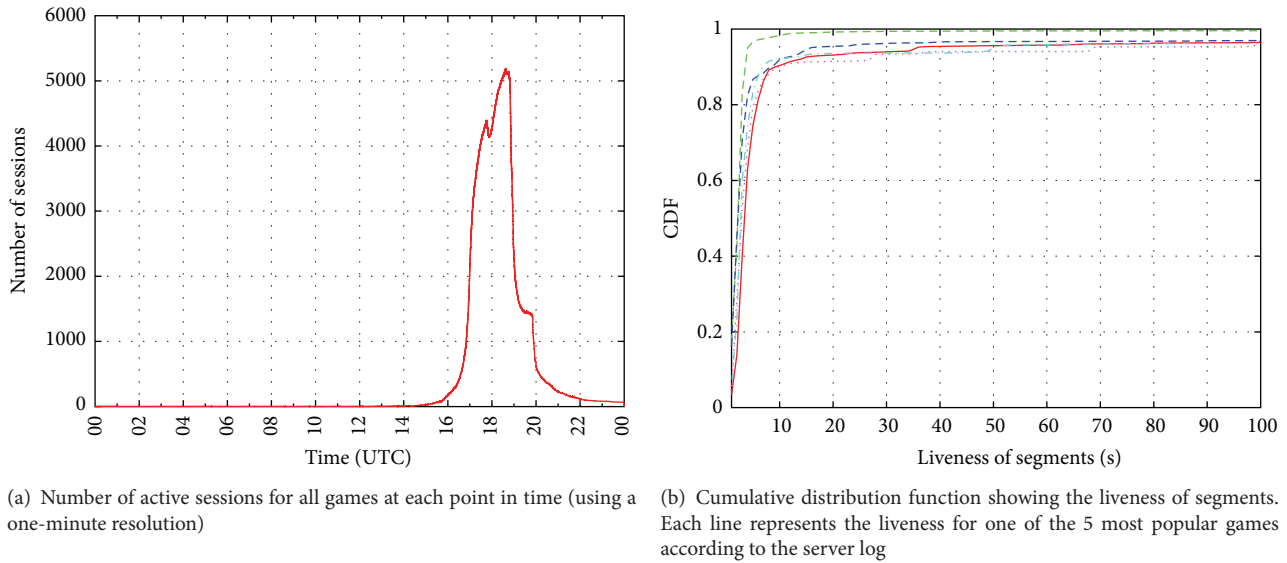 6000
5000
4000
3000
2000
1000
0
Number of sessions
00 02 04 06 08 10 12 14 16 18 20 22 00
Time (UTC)
(a) Number of active sessions for all games at each point in time (using a
one-minute resolution)
1
0.8
0.6
0.4
0.2
0
CDF
10 20 30 40 50 60 70 80 90 100
Liveness of segments (s)
(b) Cumulative distribution function showing the liveness of segments.
Each line represents the liveness for one of the 5 most popular games
according to the server log